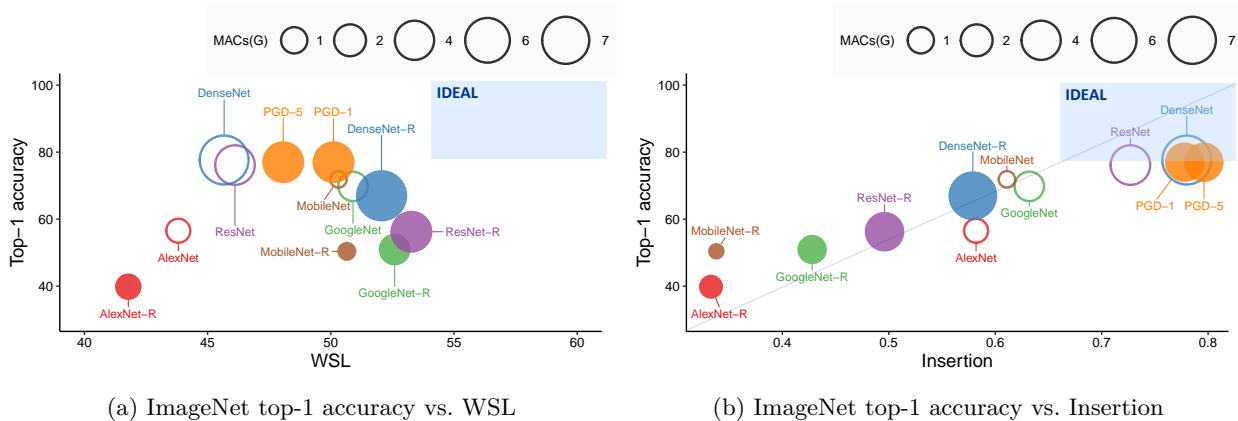 MACs(G) 1 2 4 6 7
100
80
60
40
Top−1 accuracy
IDEAL
DenseNet
PGD−5
PGD−1
DenseNet−R
MobileNet
ResNet
GoogleNet
ResNet−R
AlexNet
MobileNet−R
GoogleNet−R
AlexNet−R
40 45 50 55 60
WSL
(a) ImageNet top-1 accuracy vs. WSL
MACs(G) 1 2 4 6 7
100
80
60
40
Top−1 accuracy
IDEAL
DenseNet
ResNet
DenseNet−R
MobileNet
ResNet−R
PGD−1 PGD−5
GoogleNet
MobileNet−R
AlexNet
GoogleNet−R
AlexNet−R
0.4 0.5 0.6 0.7 0.8
Insertion
(b) ImageNet top-1 accuracy vs. Insertion